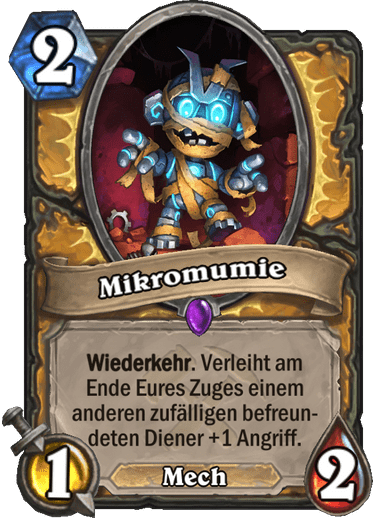 2
Mikromumie
Wiederkehr. Verleiht am
Ende Eures Zuges einem
anderen zufälligen befreun-
deten Diener +1 Angriff.
1
Mech
2